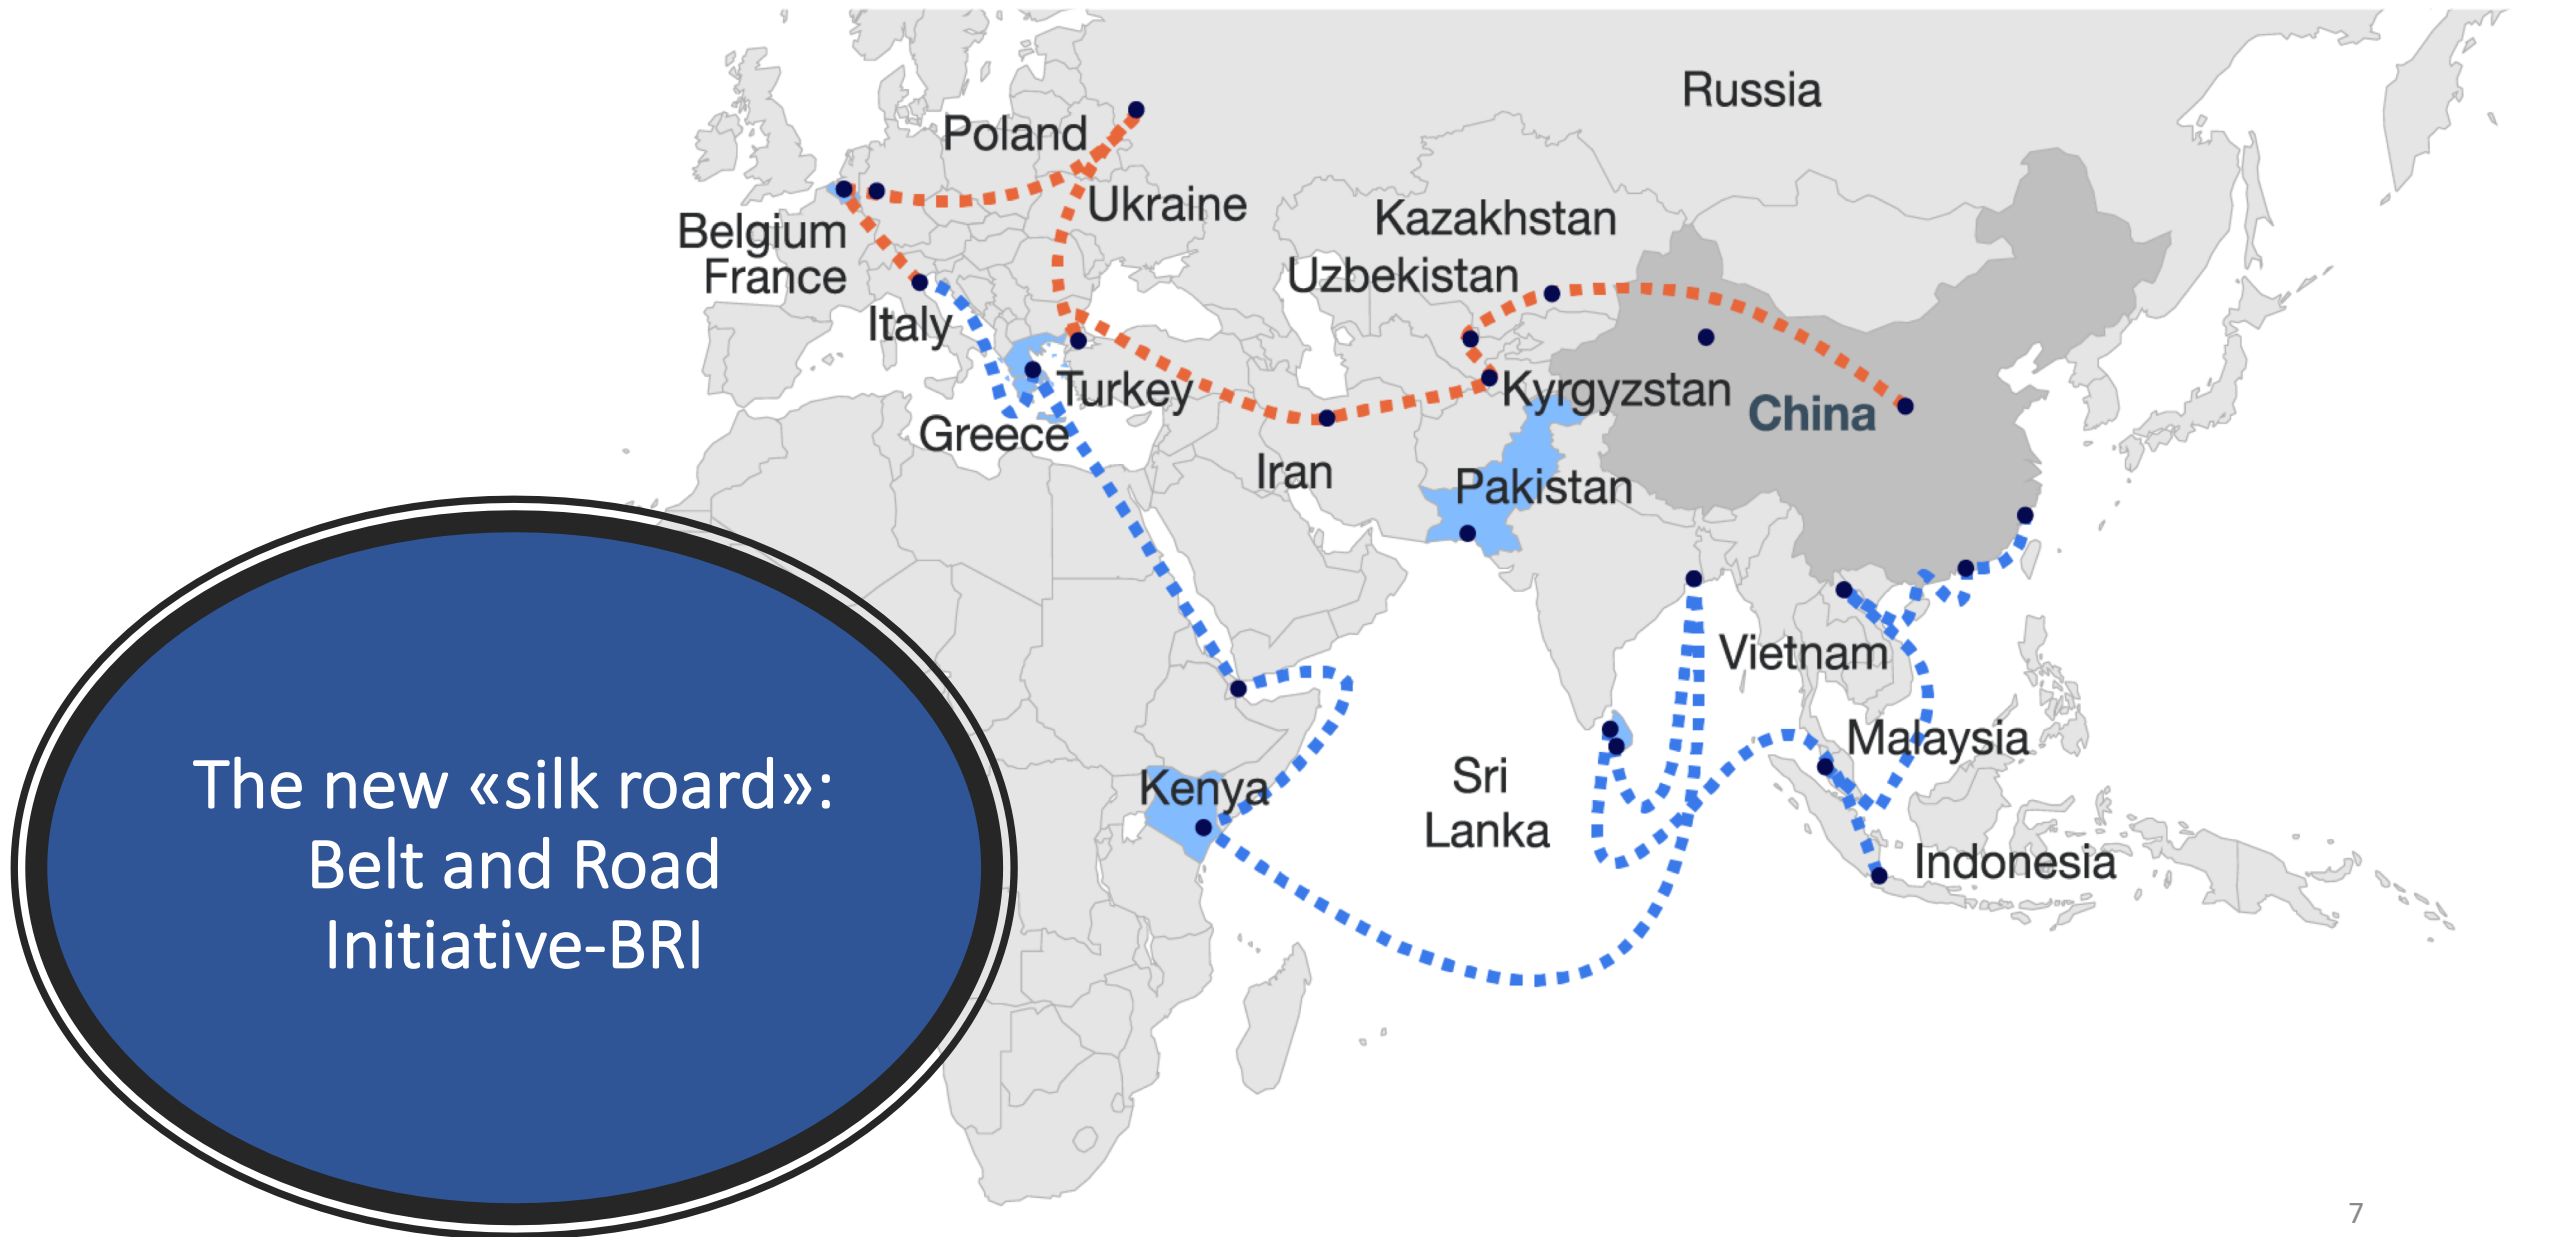 Russia
Poland
Ukraine
Kazakhstan
Belgium
France
Uzbekistan
Italy
Turkey
Kyrgyzstan
China
Greece
Iran
Pakistan
Vietnam
Malaysia
Kenya
Sri
Lanka
Indonesia
The new «silk roard»:
Belt and Road
Initiative-BRI
7